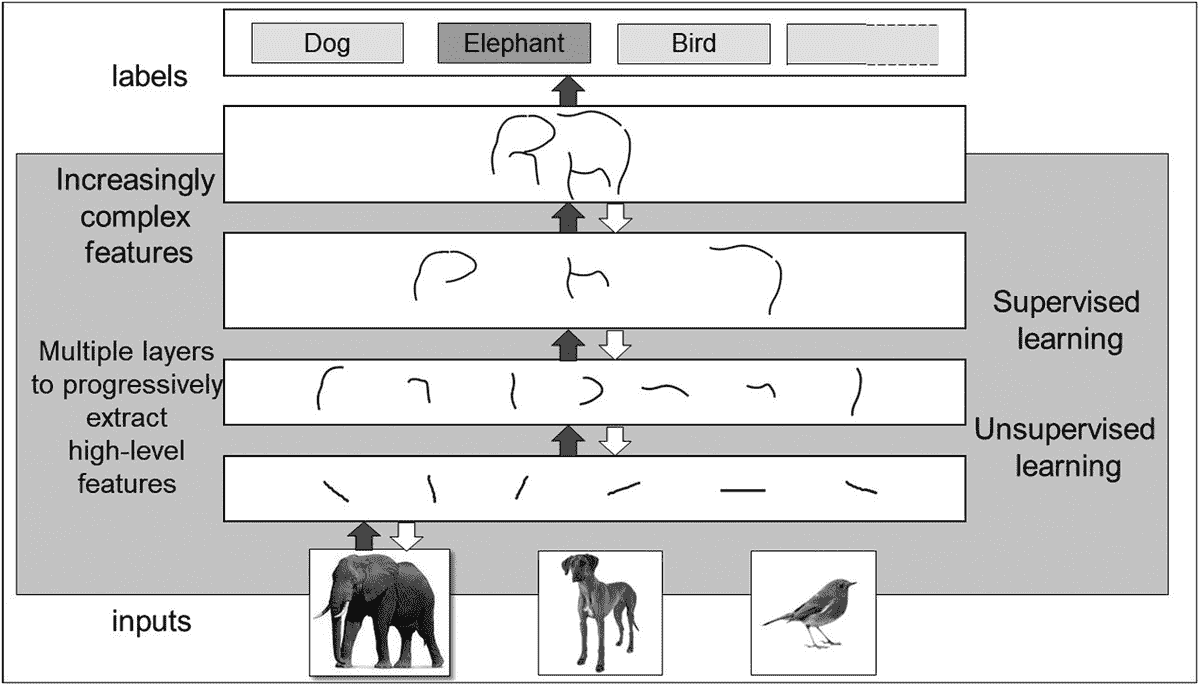 Dog
Elephant
Bird
labels
Increasingly
complex
features
Multiple layers
to progressively
extract
high-level
features
Supervised
learning
Unsupervised
learning
inputs